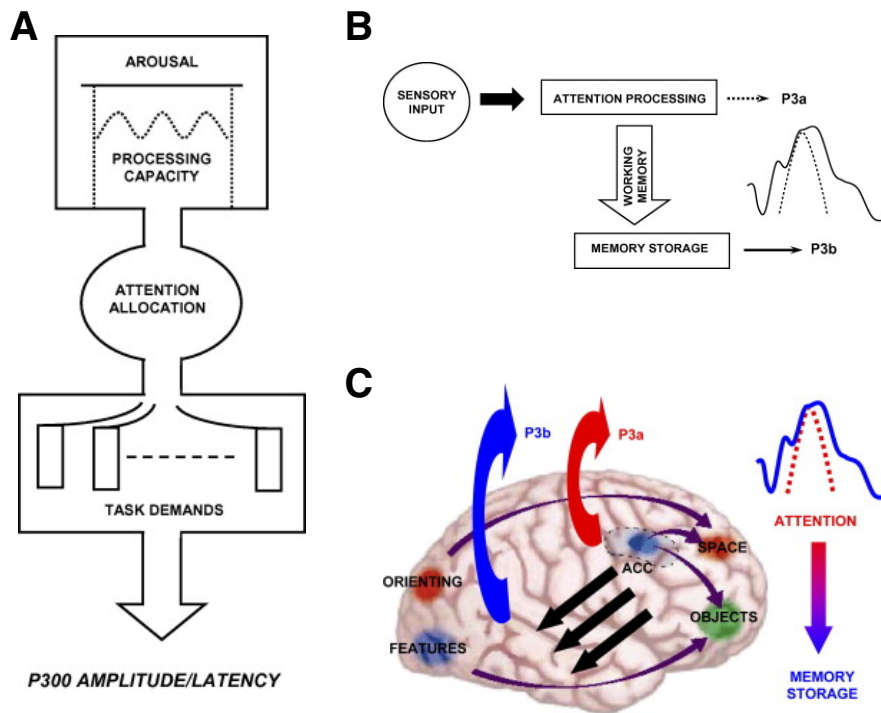 A
AROUSAL
PROCESSING
CAPACITY
ATTENTION
ALLOCATION
TASK DEMANDS
P300 AMPLITUDE/LATENCY
B
SENSORY
INPUT
ATTENTION PROCESSING
P3a
WORKING
MEMORY
MEMORY STORAGE
P3b
C
P3b
P3a
ORIENTING
FEATURES
ACC
SPACE
OBJECTS
ATTENTION
MEMORY
STORAGE